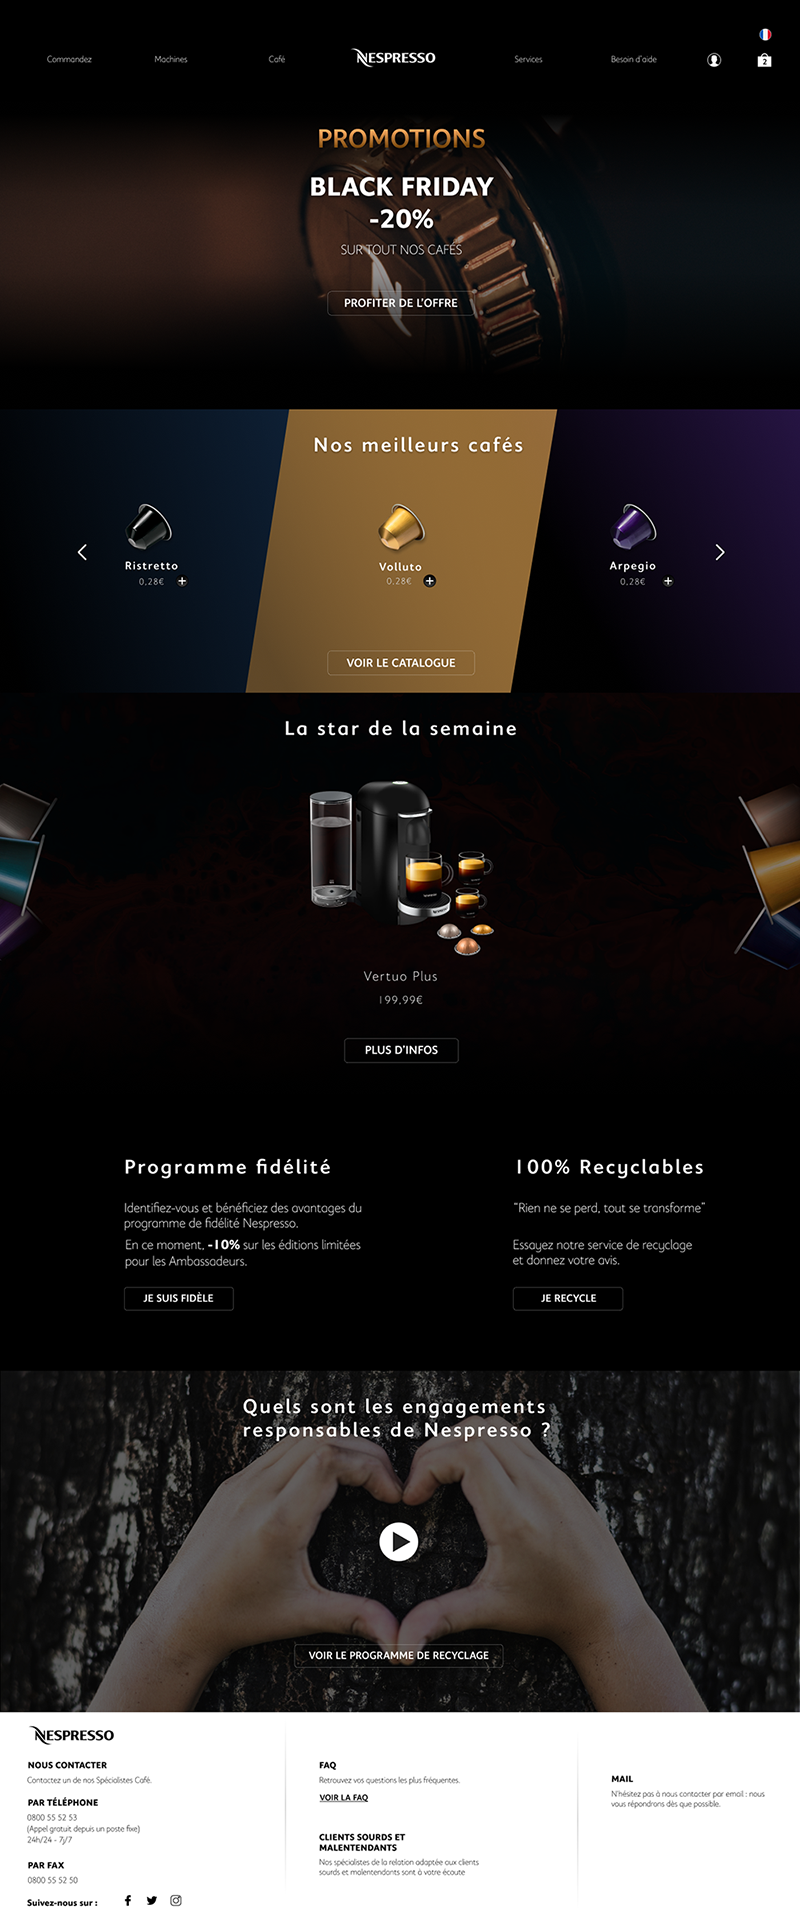 Commandez
Machines
Café
NESPRESSO
Services
Besoin d'aide
2
PROMOTIONS
BLACK FRIDAY
-20%
SUR TOUT NOS CAFÉS
PROFITER DE L'OFFRE
Nos meilleurs cafés
Ristretto
0,28€
Volluto
0,28€
Arpegio
0,28€
VOIR LE CATALOGUE
La star de la semaine
Vertuo Plus
199,99€
PLUS D'INFOS
Programme fidélité
Identifiez-vous et bénéficiez des avantages du
programme de fidélité Nespresso.
En ce moment, -10% sur les éditions limitées
pour les Ambassadeurs.
JE SUIS FIDÈLE
100% Recyclables
"Rien ne se perd, tout se transforme"
Essayez notre service de recyclage
et donnez votre avis.
JE RECYCLE
Quels sont les engagements
responsables de Nespresso ?
VOIR LE PROGRAMME DE RECYCLAGE
NESPRESSO
NOUS CONTACTER
Contactez un de nos Spécialistes Café.
PAR TÉLÉPHONE
0800 55 52 53
(Appel gratuit depuis un poste fixe)
24h/24 - 7j/7
PAR FAX
0800 55 52 50
Suivez-nous sur :
FAQ
Retrouvez vos questions les plus fréquentes.
VOIR LA FAQ
CLIENTS SOURDS ET
MALENTENDANTS
Nos spécialistes de la relation adaptée aux clients
sourds et malentendants sont à votre écoute
MAIL
N'hésitez pas à nous contacter par email : nous
vous répondrons dès que possible.